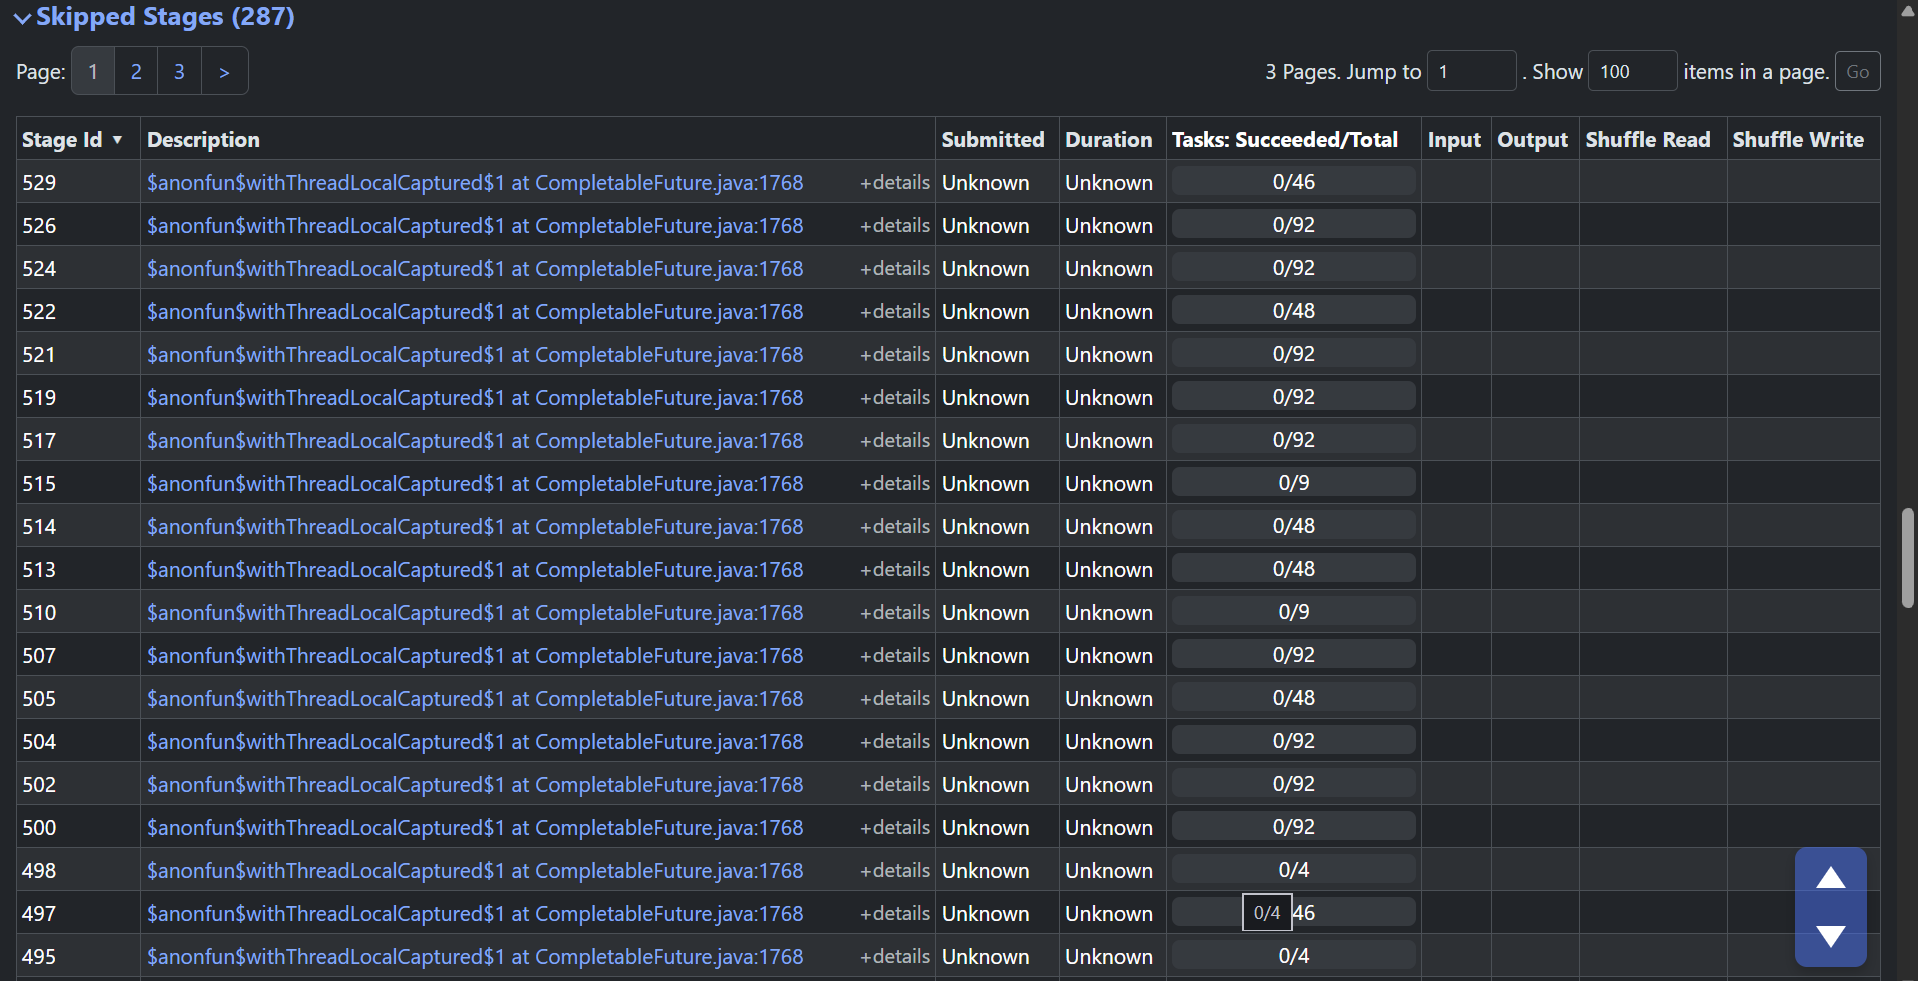 Skipped Stages (287)
Page: 1 2 3 > 3 Pages. Jump to 1 . Show 100 items in a page. Go
Stage Id ▼ Description Submitted Duration Tasks: Succeeded/Total Input Output Shuffle Read Shuffle Write
529 $anonfun$withThreadLocalCaptured$1 at CompletableFuture.java:1768 +details Unknown Unknown 0/46
526 $anonfun$withThreadLocalCaptured$1 at CompletableFuture.java:1768 +details Unknown Unknown 0/92
524 $anonfun$withThreadLocalCaptured$1 at CompletableFuture.java:1768 +details Unknown Unknown 0/92
522 $anonfun$withThreadLocalCaptured$1 at CompletableFuture.java:1768 +details Unknown Unknown 0/48
521 $anonfun$withThreadLocalCaptured$1 at CompletableFuture.java:1768 +details Unknown Unknown 0/92
519 $anonfun$withThreadLocalCaptured$1 at CompletableFuture.java:1768 +details Unknown Unknown 0/92
517 $anonfun$withThreadLocalCaptured$1 at CompletableFuture.java:1768 +details Unknown Unknown 0/92
515 $anonfun$withThreadLocalCaptured$1 at CompletableFuture.java:1768 +details Unknown Unknown 0/9
514 $anonfun$withThreadLocalCaptured$1 at CompletableFuture.java:1768 +details Unknown Unknown 0/48
513 $anonfun$withThreadLocalCaptured$1 at CompletableFuture.java:1768 +details Unknown Unknown 0/48
510 $anonfun$withThreadLocalCaptured$1 at CompletableFuture.java:1768 +details Unknown Unknown 0/9
507 $anonfun$withThreadLocalCaptured$1 at CompletableFuture.java:1768 +details Unknown Unknown 0/92
505 $anonfun$withThreadLocalCaptured$1 at CompletableFuture.java:1768 +details Unknown Unknown 0/48
504 $anonfun$withThreadLocalCaptured$1 at CompletableFuture.java:1768 +details Unknown Unknown 0/92
502 $anonfun$withThreadLocalCaptured$1 at CompletableFuture.java:1768 +details Unknown Unknown 0/92
500 $anonfun$withThreadLocalCaptured$1 at CompletableFuture.java:1768 +details Unknown Unknown 0/92
498 $anonfun$withThreadLocalCaptured$1 at CompletableFuture.java:1768 +details Unknown Unknown 0/4
497 $anonfun$withThreadLocalCaptured$1 at CompletableFuture.java:1768 +details Unknown Unknown 0/4 46
495 $anonfun$withThreadLocalCaptured$1 at CompletableFuture.java:1768 +details Unknown Unknown 0/4